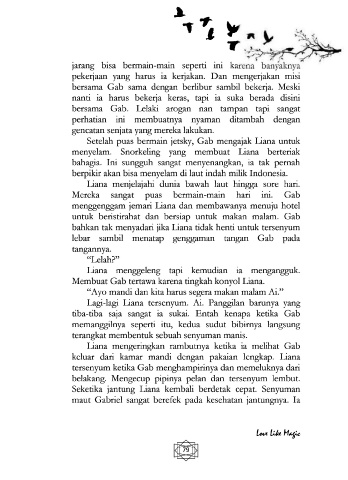 jarang bisa bermain-main seperti ini karena banyaknya
pekerjaan yang harus ia kerjakan. Dan mengerjakan misi
bersama Gab sama dengan berlibur sambil bekerja. Meski
nanti ia harus bekerja keras, tapi ia suka berada disini
bersama Gab. Lelaki arogan nan tampan tapi sangat
perhatian ini membuatnya nyaman ditambah dengan
gencatan senjata yang mereka lakukan.
Setelah puas bermain jetsky, Gab mengajak Liana untuk
menyelam. Snorkeling yang membuat Liana berteriak
bahagia. Ini sungguh sangat menyenangkan, ia tak pernah
berpikir akan bisa menyelam di laut indah milik Indonesia.
Liana menjelajahi dunia bawah laut hingga sore hari.
Mereka sangat puas bermain-main hari ini. Gab
menggenggam jemari Liana dan membawanya menuju hotel
untuk beristirahat dan bersiap untuk makan malam. Gab
bahkan tak menyadari jika Liana tidak henti untuk tersenyum
lebar sambil menatap genggaman tangan Gab pada
tangannya.
“Lelah?”
Liana menggeleng tapi kemudian ia mengangguk.
Membuat Gab tertawa karena tingkah konyol Liana.
“Ayo mandi dan kita harus segera makan malam Ai.”
Lagi-lagi Liana tersenyum. Ai. Panggilan barunya yang
tiba-tiba saja sangat ia sukai. Entah kenapa ketika Gab
memanggilnya seperti itu, kedua sudut bibirnya langsung
terangkat membentuk sebuah senyuman manis.
Liana mengeringkan rambutnya ketika ia melihat Gab
keluar dari kamar mandi dengan pakaian lengkap. Liana
tersenyum ketika Gab menghampirinya dan memeluknya dari
belakang. Mengecup pipinya pelan dan tersenyum lembut.
Seketika jantung Liana kembali berdetak cepat. Senyuman
maut Gabriel sangat berefek pada kesehatan jantungnya. Ia
Love Like Magic
79